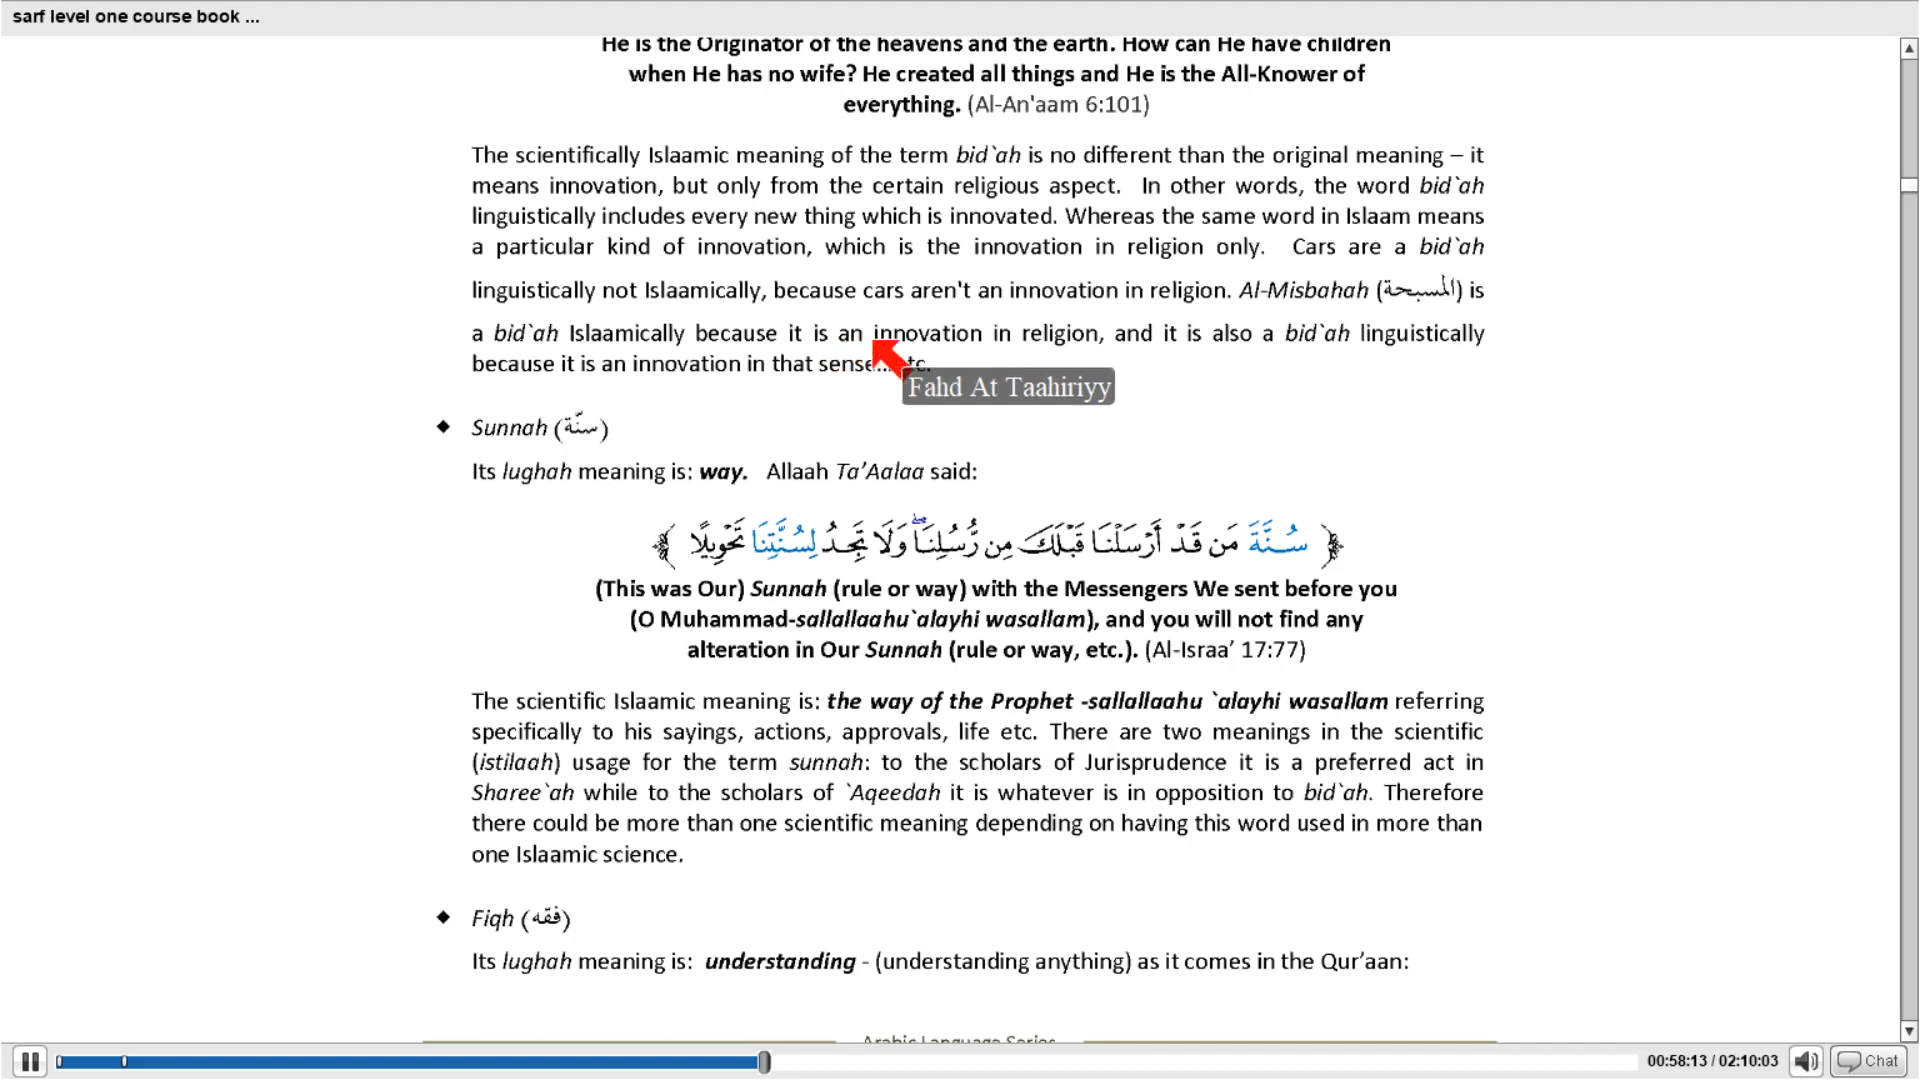 sarf level one course book ...
He is the Originator of the heavens and the earth. How can He have children
when He has no wife? He created all things and He is the All-Knower of
everything. (Al-An'aam 6:101)
The scientifically Islaamic meaning of the term bid`ah is no different than the original meaning – it
means innovation, but only from the certain religious aspect. In other words, the word bid`ah
linguistically includes every new thing which is innovated. Whereas the same word in Islaam means
a particular kind of innovation, which is the innovation in religion only. Cars are a bid`ah
linguistically not Islaamically, because cars aren't an innovation in religion. Al-Misbahah (المسبحة) is
a bid`ah Islaamically because it is an innovation in religion, and it is also a bid`ah linguistically
because it is an innovation in that sense... etc.
Fahd At Taahiriyy
◆ Sunnah (سنّة)
Its lughah meaning is: way. Allaah Ta’Aalaa said:
﴿ سُنَّةَ مَن قَدْ أَرْسَلْنَا قَبْلَكَ مِن رُّسُلِنَا ۖ وَلَا تَجِدُ لِسُنَّتِنَا تَحْوِيلًا ﴾
(This was Our) Sunnah (rule or way) with the Messengers We sent before you
(O Muhammad-sallallaahu`alayhi wasallam), and you will not find any
alteration in Our Sunnah (rule or way, etc.). (Al-Israa’ 17:77)
The scientific Islaamic meaning is: the way of the Prophet -sallallaahu `alayhi wasallam referring
specifically to his sayings, actions, approvals, life etc. There are two meanings in the scientific
(istilaah) usage for the term sunnah: to the scholars of Jurisprudence it is a preferred act in
Sharee`ah while to the scholars of `Aqeedah it is whatever is in opposition to bid`ah. Therefore
there could be more than one scientific meaning depending on having this word used in more than
one Islaamic science.
◆ Fiqh (فقه)
Its lughah meaning is: understanding - (understanding anything) as it comes in the Qur’aan:
Arabic Language Series
00:58:13 / 02:10:03 Chat